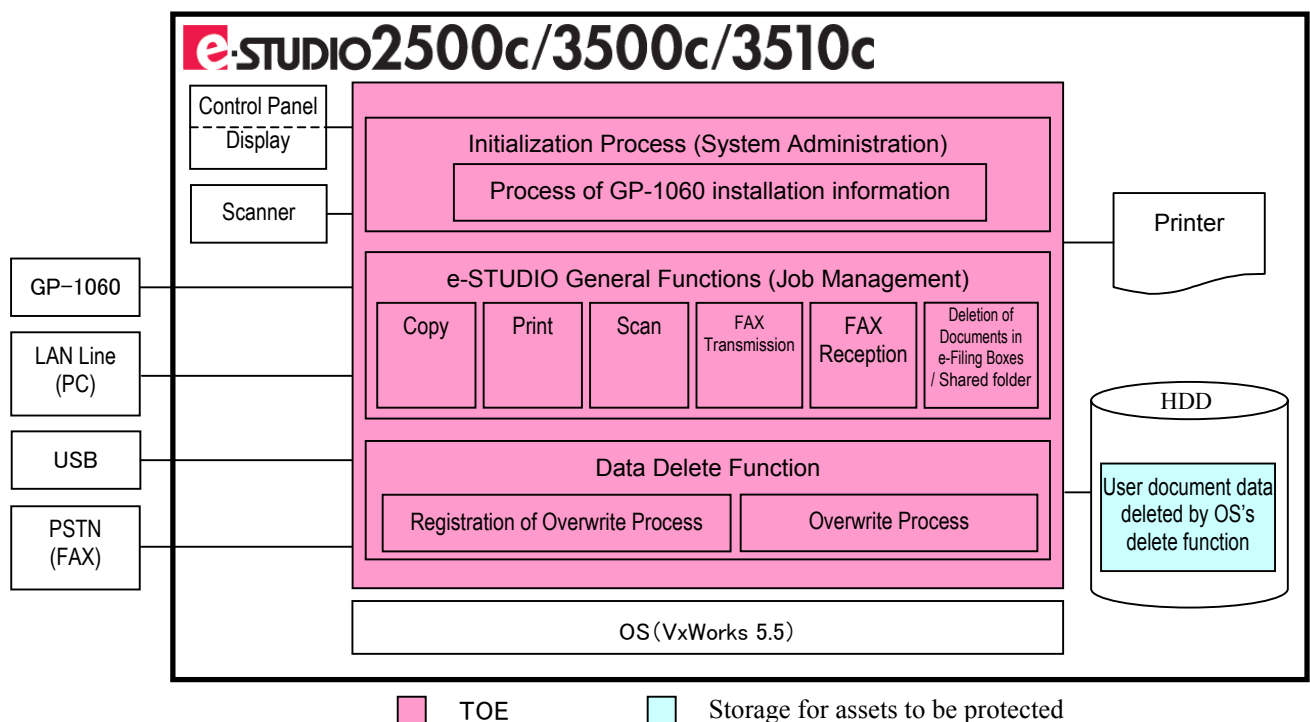 e-STUDIO2500c/3500c/3510c
Control Panel
Display
Scanner
GP-1060
LAN Line
(PC)
USB
PSTN
(FAX)
Initialization Process (System Administration)
Process of GP-1060 installation information
e-STUDIO General Functions (Job Management)
Copy
Print
Scan
FAX
Transmission
FAX
Reception
Deletion of
Documents in
e-Filing Boxes
/ Shared folder
Data Delete Function
Registration of Overwrite Process
Overwrite Process
OS(VxWorks 5.5)
Printer
HDD
User document data
deleted by OS's
delete function
TOE
Storage for assets to be protected